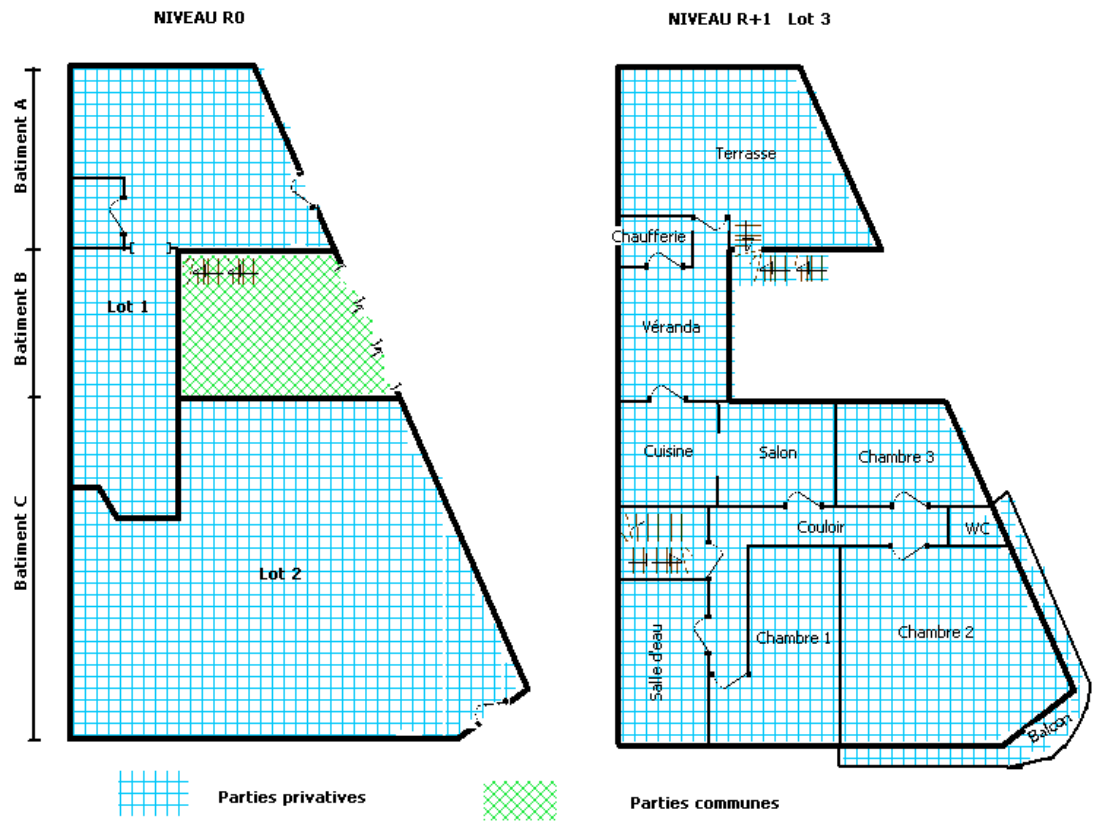 NIVEAU R0
NIVEAU R+1 Lot 3
Batiment A
Terrasse
Chaufferie
Batiment B
Lot 1
Véranda
Cuisine
Salon
Chambre 3
Batiment C
Couloir
WC
Lot 2
Salle d'eau
Chambre 1
Chambre 2
Balcon
Parties privatives
Parties communes